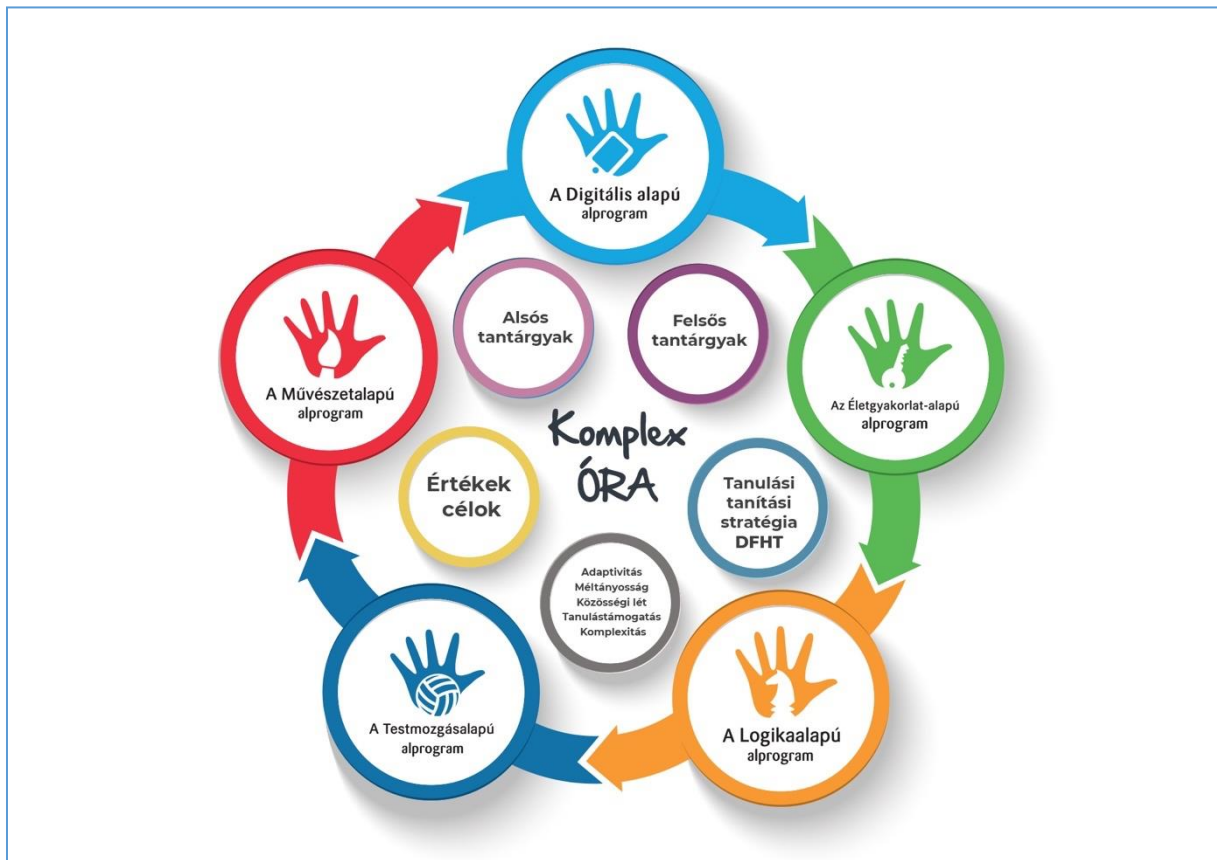 A Digitális alapú
alprogram
Alsós
tantárgyak
Felsős
tantárgyak
A Művészetalapú
alprogram
Az Életgyakorlat-alapú
alprogram
Komplex
ÓRA
Értékek
célok
Tanulási
tanítási
stratégia
DFHT
Adaptivitás
Méltányosság
Közösségi lét
Tanulástámogatás
Komplexitás
A Testmozgásalapú
alprogram
A Logikaalapú
alprogram